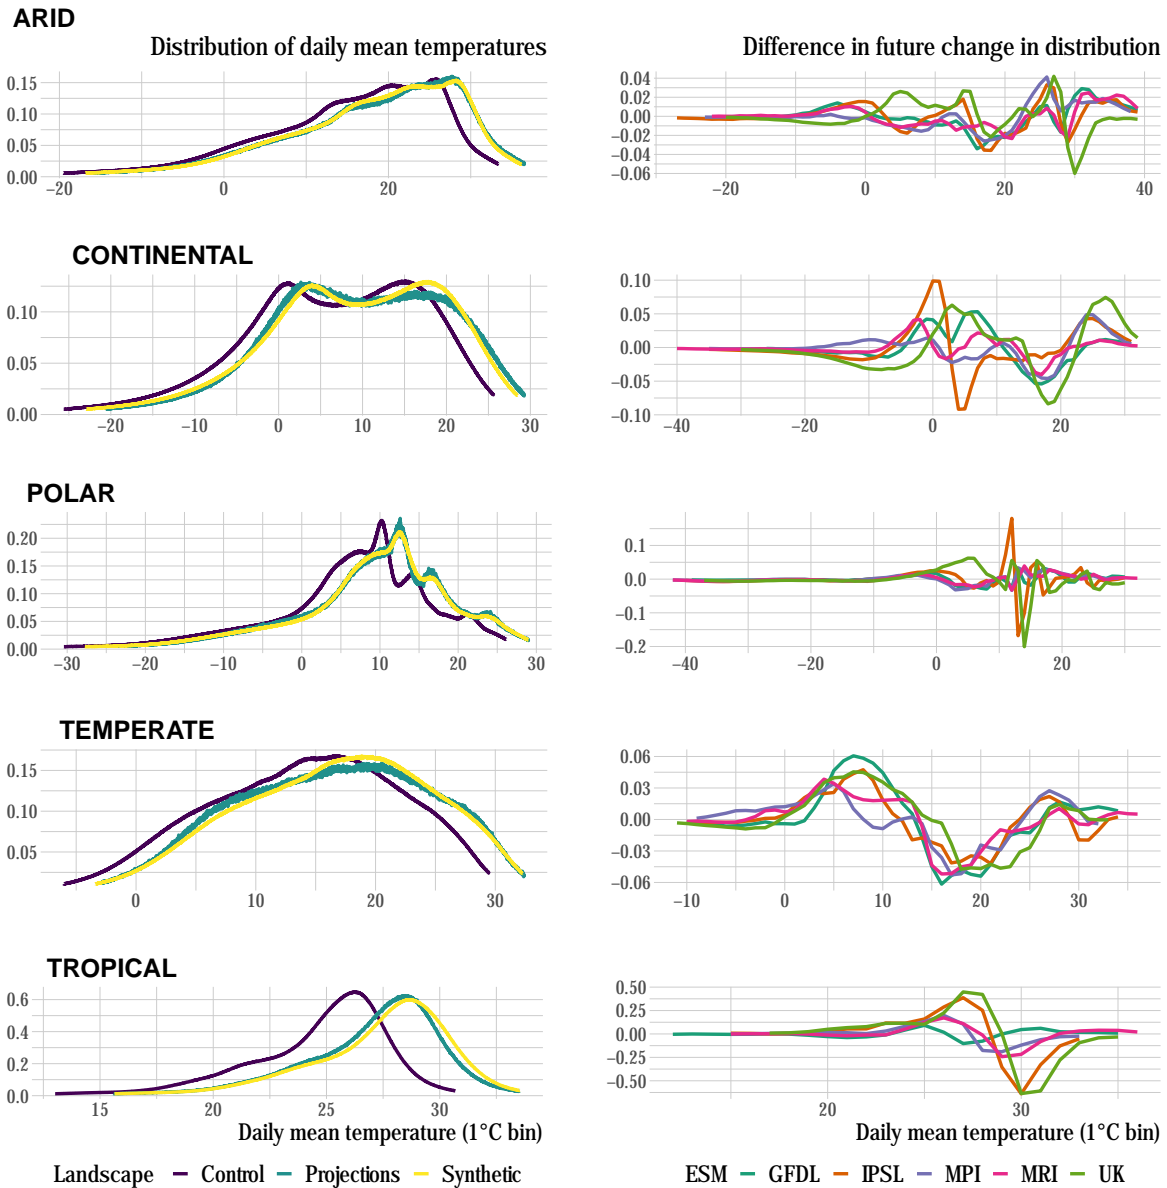 ARID
Distribution of daily mean temperatures
Difference in future change in distribution
0.15
0.10
0.05
0.00
−20 0 20
0.04
0.02
0.00
−0.02
−0.04
−0.06
−20 0 20 40
CONTINENTAL
0.10
0.05
0.00
−20 −10 0 10 20 30
0.10
0.05
0.00
−0.05
−0.10
−40 −20 0 20
POLAR
0.20
0.15
0.10
0.05
0.00
−30 −20 −10 0 10 20 30
0.1
0.0
−0.1
−0.2
−40 −20 0 20
TEMPERATE
0.15
0.10
0.05
0 10 20 30
0.06
0.03
0.00
−0.03
−0.06
−10 0 10 20 30
TROPICAL
0.6
0.4
0.2
0.0
15 20 25 30
0.50
0.25
0.00
−0.25
−0.50
20 30
Daily mean temperature (1°C bin)
Daily mean temperature (1°C bin)
Landscape Control Projections Synthetic
ESM GFDL IPSL MPI MRI UK